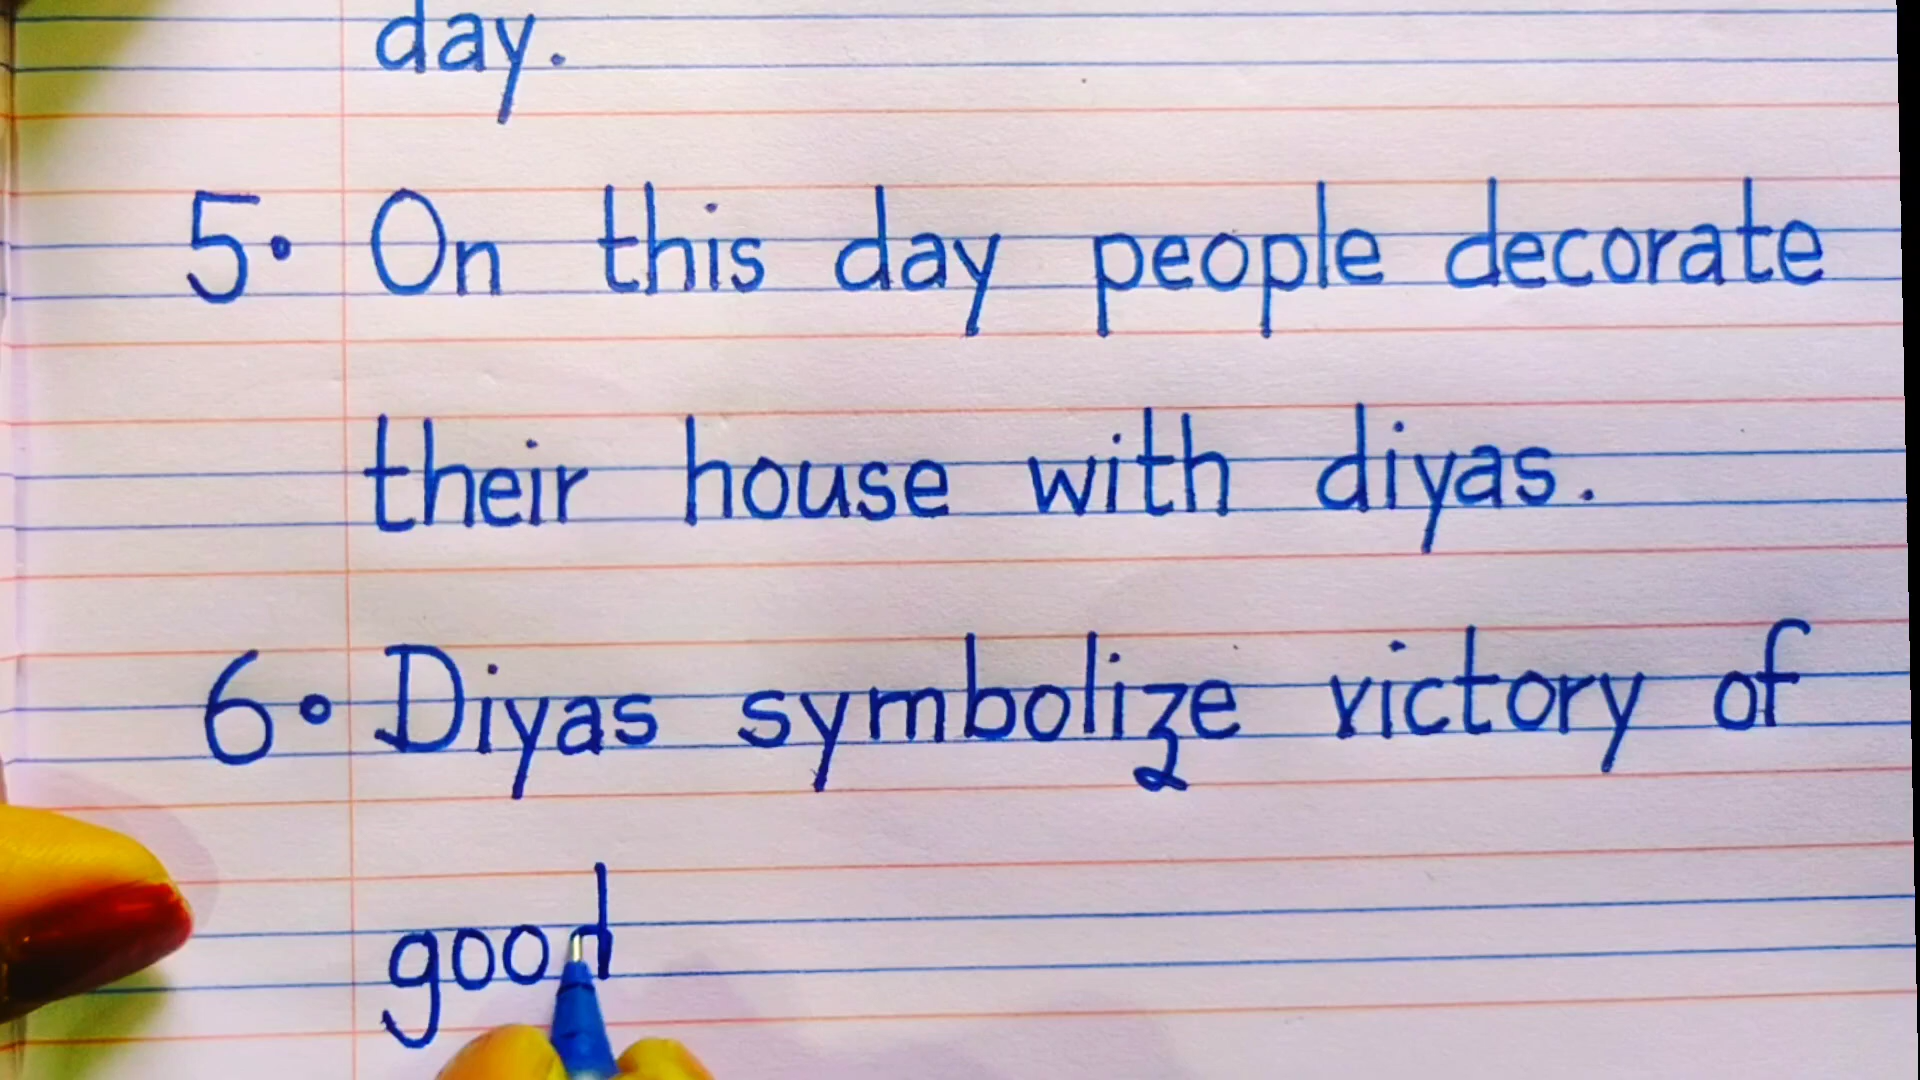 day.
5. On this day people decorate
their house with diyas.
6. Diyas symbolize victory of
good